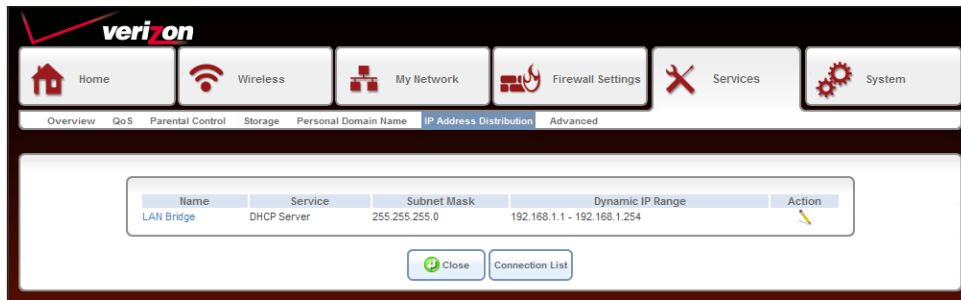 verizon
Home Wireless My Network Firewall Settings Services System
Overview QoS Parental Control Storage Personal Domain Name IP Address Distribution Advanced
Name Service Subnet Mask Dynamic IP Range Action
LAN Bridge DHCP Server 255.255.255.0 192.168.1.1 - 192.168.1.254
Close Connection List